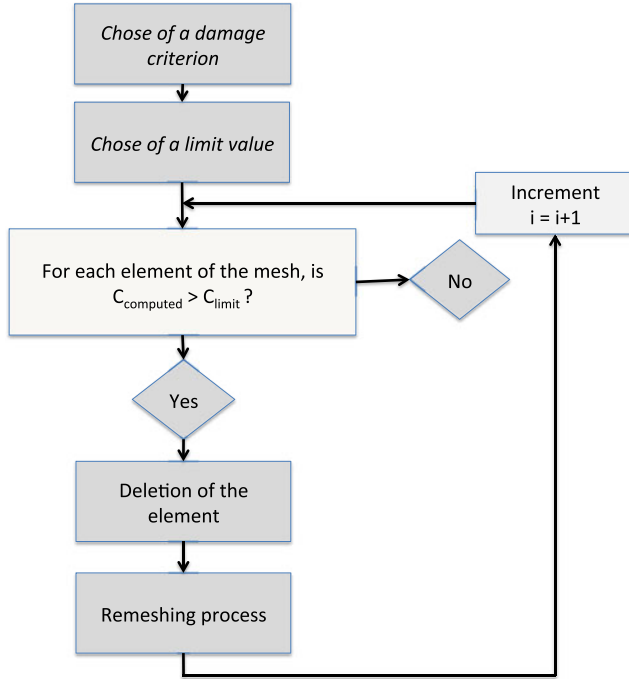 Chose of a damage
criterion
Chose of a limit value
Increment
i = i+1
For each element of the mesh, is
Ccomputed > Climit ?
No
Yes
Deletion of the
element
Remeshing process